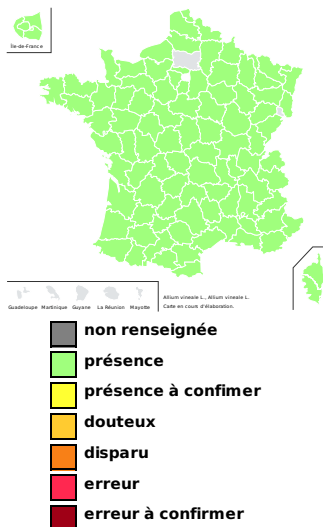 Île-de-France
Guadeloupe Martinique Guyane La Réunion Mayotte
Allium vineale L., Allium vineale L.
Carte en cours d'élaboration.
non renseignée
présence
présence à confimer
douteux
disparu
erreur
erreur à confirmer